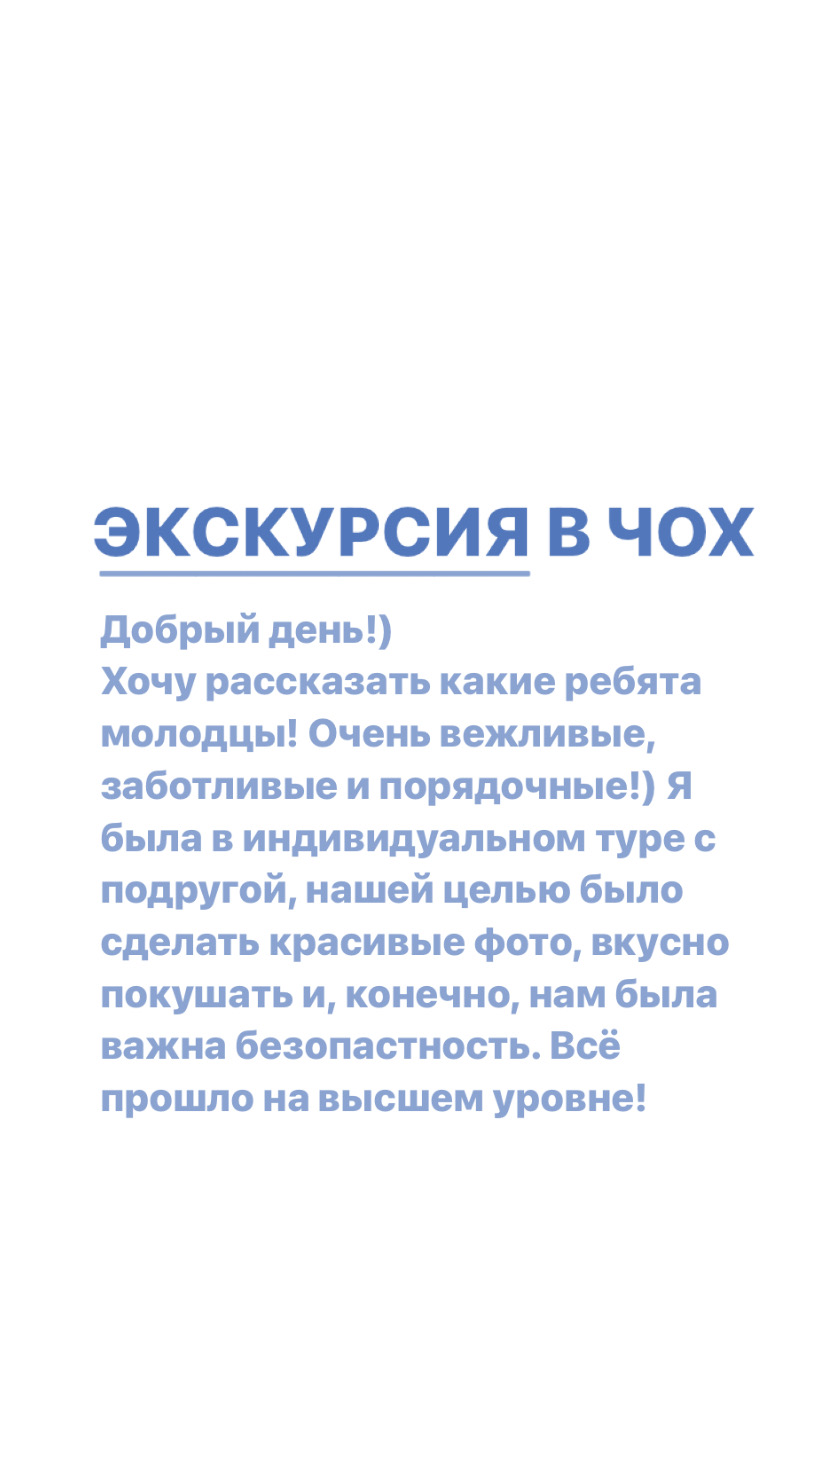 ЭКСКУРСИЯ В ЧОХ
Добрый день!)
Хочу рассказать какие ребята
молодцы! Очень вежливые,
заботливые и порядочные!) Я
была в индивидуальном туре с
подругой, нашей целью было
сделать красивые фото, вкусно
покушать и, конечно, нам была
важна безопастность. Всё
прошло на высшем уровне!